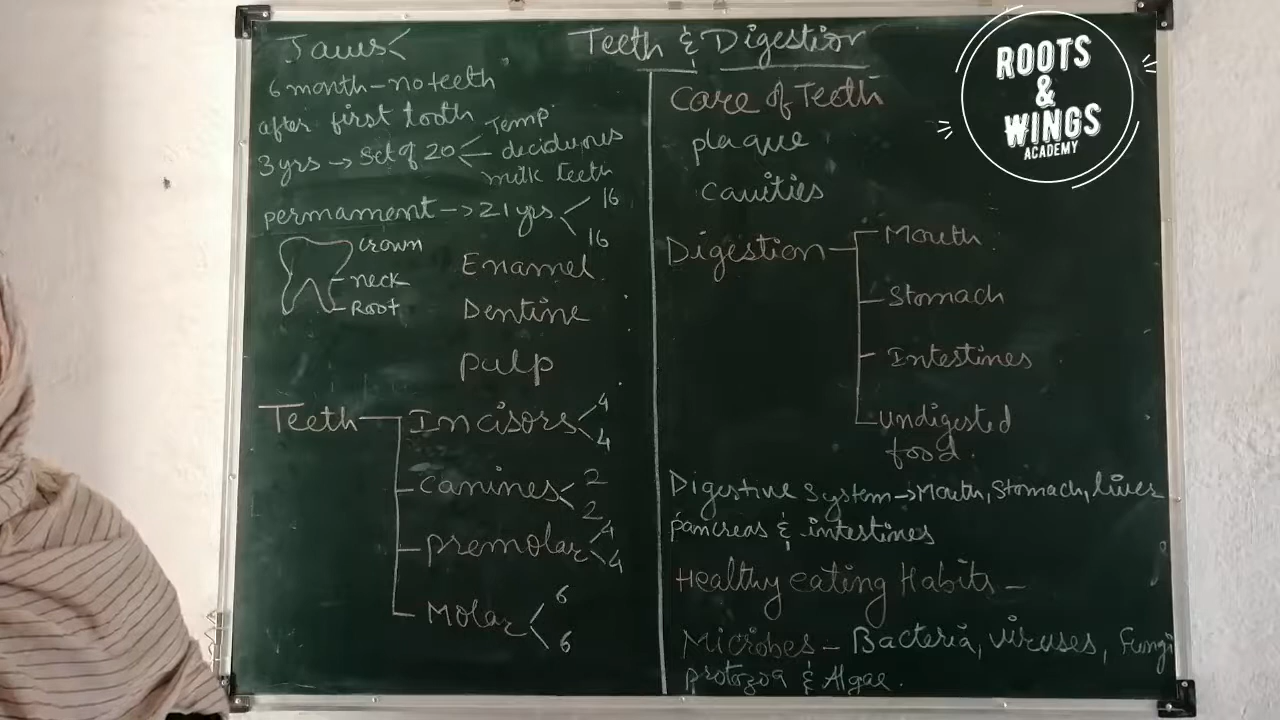 Teeth & Digestion
Jaws<
6 month - no teeth
after first tooth
3yrs → Set of 20 < Temp
deciduous
milk teeth
permament → 21 yrs < 16
16
crown
neck
Root
Enamel
Dentine
pulp
Teeth
Incisors < 4
4
canines < 2
2
premolar < 4
4
Molar < 6
6
Care of Teeth
plaque
cavities
Digestion
Mouth
Stomach
Intestines
undigested
food.
Digestive System → Mouth, Stomach, liver
pancreas & intestines
Healthy eating Habits -
Microbes - Bacteria, viruses, Fungi
protozoa & Algae.
ROOTS
&
WINGS
ACADEMY